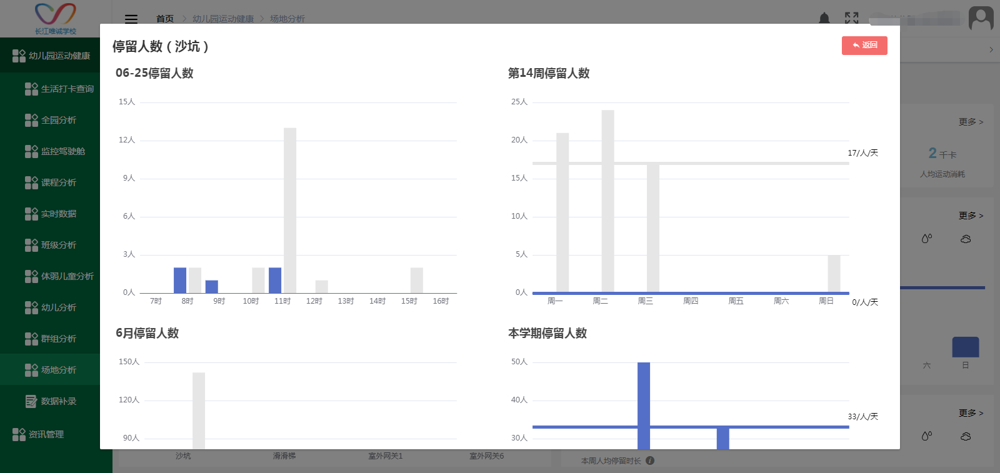 长江唯诚学校
首页
幼儿园运动健康
场地分析
幼儿园运动健康
生活打卡查询
全园分析
监控驾驶舱
课程分析
实时数据
班级分析
体弱儿童分析
幼儿分析
群组分析
场地分析
数据补录
资讯管理
停留人数（沙坑）
返回
06-25停留人数
15人
12人
9人
6人
3人
0人
7时 8时 9时 10时 11时 12时 13时 14时 15时 16时
第14周停留人数
25人
20人
15人
10人
5人
0人
17/人/天
0/人/天
周一 周二 周三 周四 周五 周六 周日
6月停留人数
150人
120人
90人
本学期停留人数
50人
40人
30人
33/人/天
更多 >
2 千卡
人均运动消耗
更多 >
六 日
更多 >
沙坑 滑滑梯 室外网关1 室外网关6
本周人均停留时长